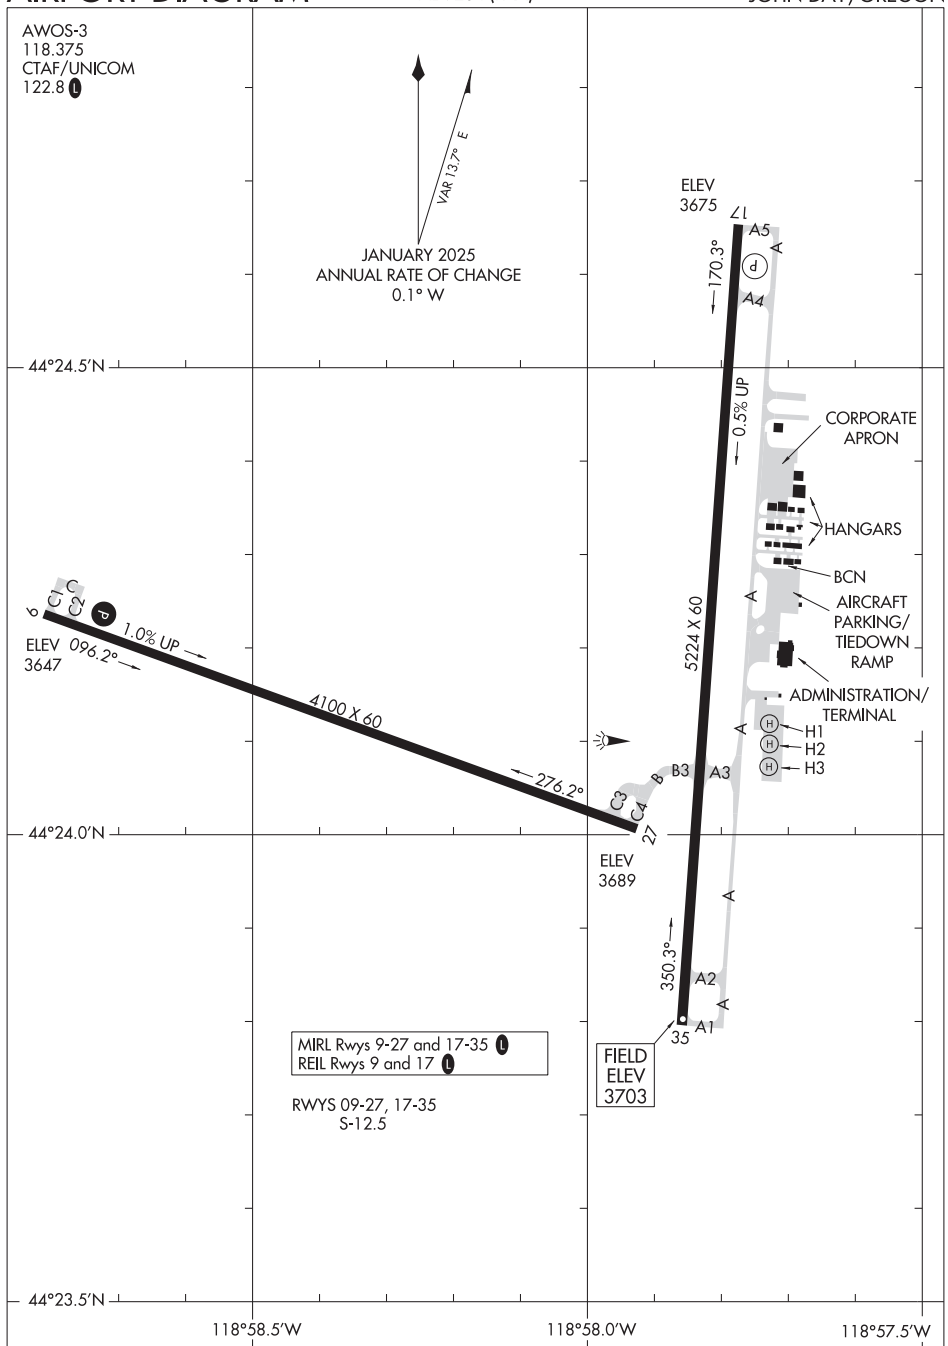 AIRPORT DIAGRAM
JOHN DAY, OREGON
AWOS-3
118.375
CTAF/UNICOM
122.8 L
VAR 13.7° E
JANUARY 2025
ANNUAL RATE OF CHANGE
0.1° W
ELEV
3675
17
A5
A
P
170.3°
A4
44°24.5'N
0.5% UP
CORPORATE
APRON
HANGARS
BCN
AIRCRAFT
PARKING/
TIEDOWN
RAMP
A
5224 X 60
9
C1
C
C2
P
1.0% UP
ELEV
3647
096.2°
4100 X 60
ADMINISTRATION/
TERMINAL
A
H H1
H H2
H H3
276.2°
C3
C4
B
B3
A3
27
44°24.0'N
ELEV
3689
A
350.3°
A2
A
A1
35
FIELD
ELEV
3703
MIRL Rwys 9-27 and 17-35 L
REIL Rwys 9 and 17 L
RWYS 09-27, 17-35
S-12.5
44°23.5'N
118°58.5'W
118°58.0'W
118°57.5'W